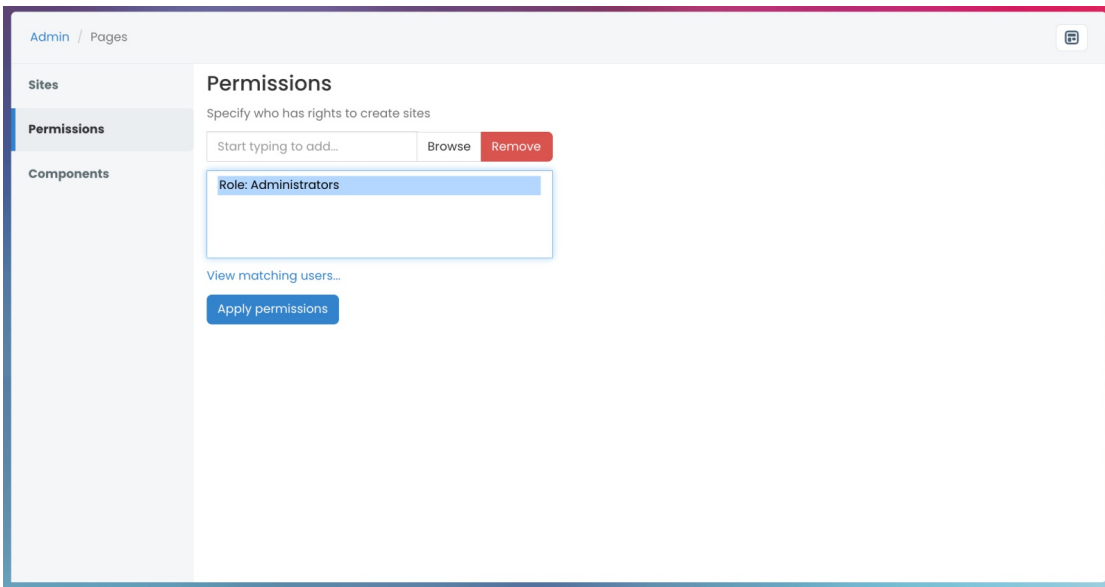 Admin / Pages
Sites
Permissions
Components
Permissions
Specify who has rights to create sites
Start typing to add... Browse Remove
Role: Administrators
View matching users...
Apply permissions